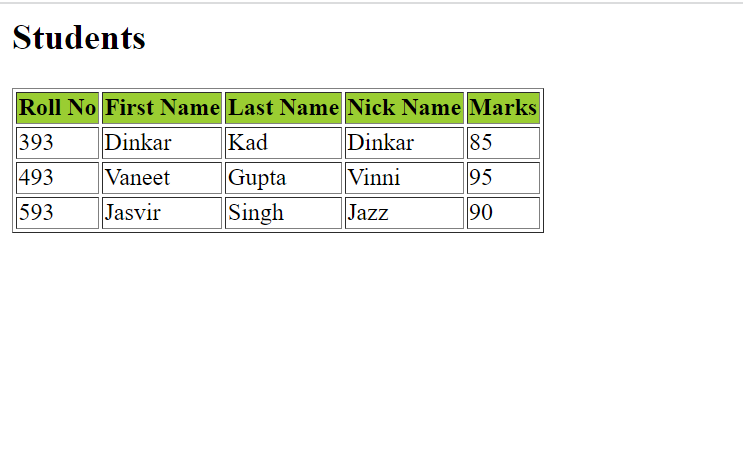 Students
Roll No First Name Last Name Nick Name Marks
393 Dinkar Kad Dinkar 85
493 Vaneet Gupta Vinni 95
593 Jasvir Singh Jazz 90